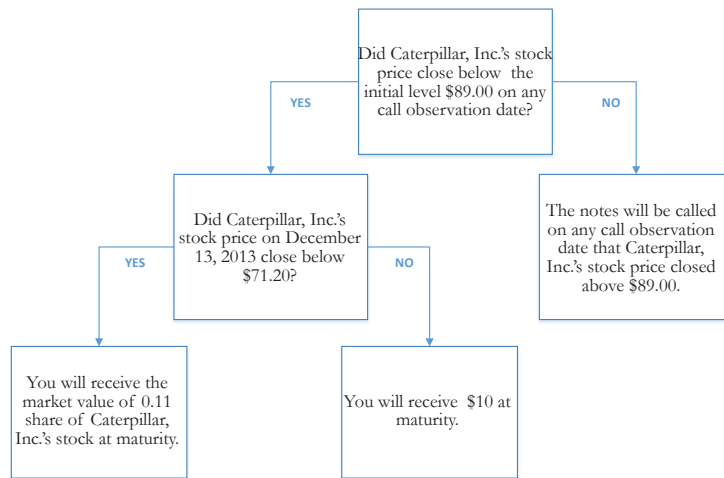 Did Caterpillar, Inc.'s stock
price close below the
initial level $89.00 on any
call observation date?
YES
NO
Did Caterpillar, Inc.'s
stock price on December
13, 2013 close below
$71.20?
The notes will be called
on any call observation
date that Caterpillar,
Inc.'s stock price closed
above $89.00.
YES
NO
You will receive the
market value of 0.11
share of Caterpillar,
Inc.'s stock at maturity.
You will receive $10 at
maturity.